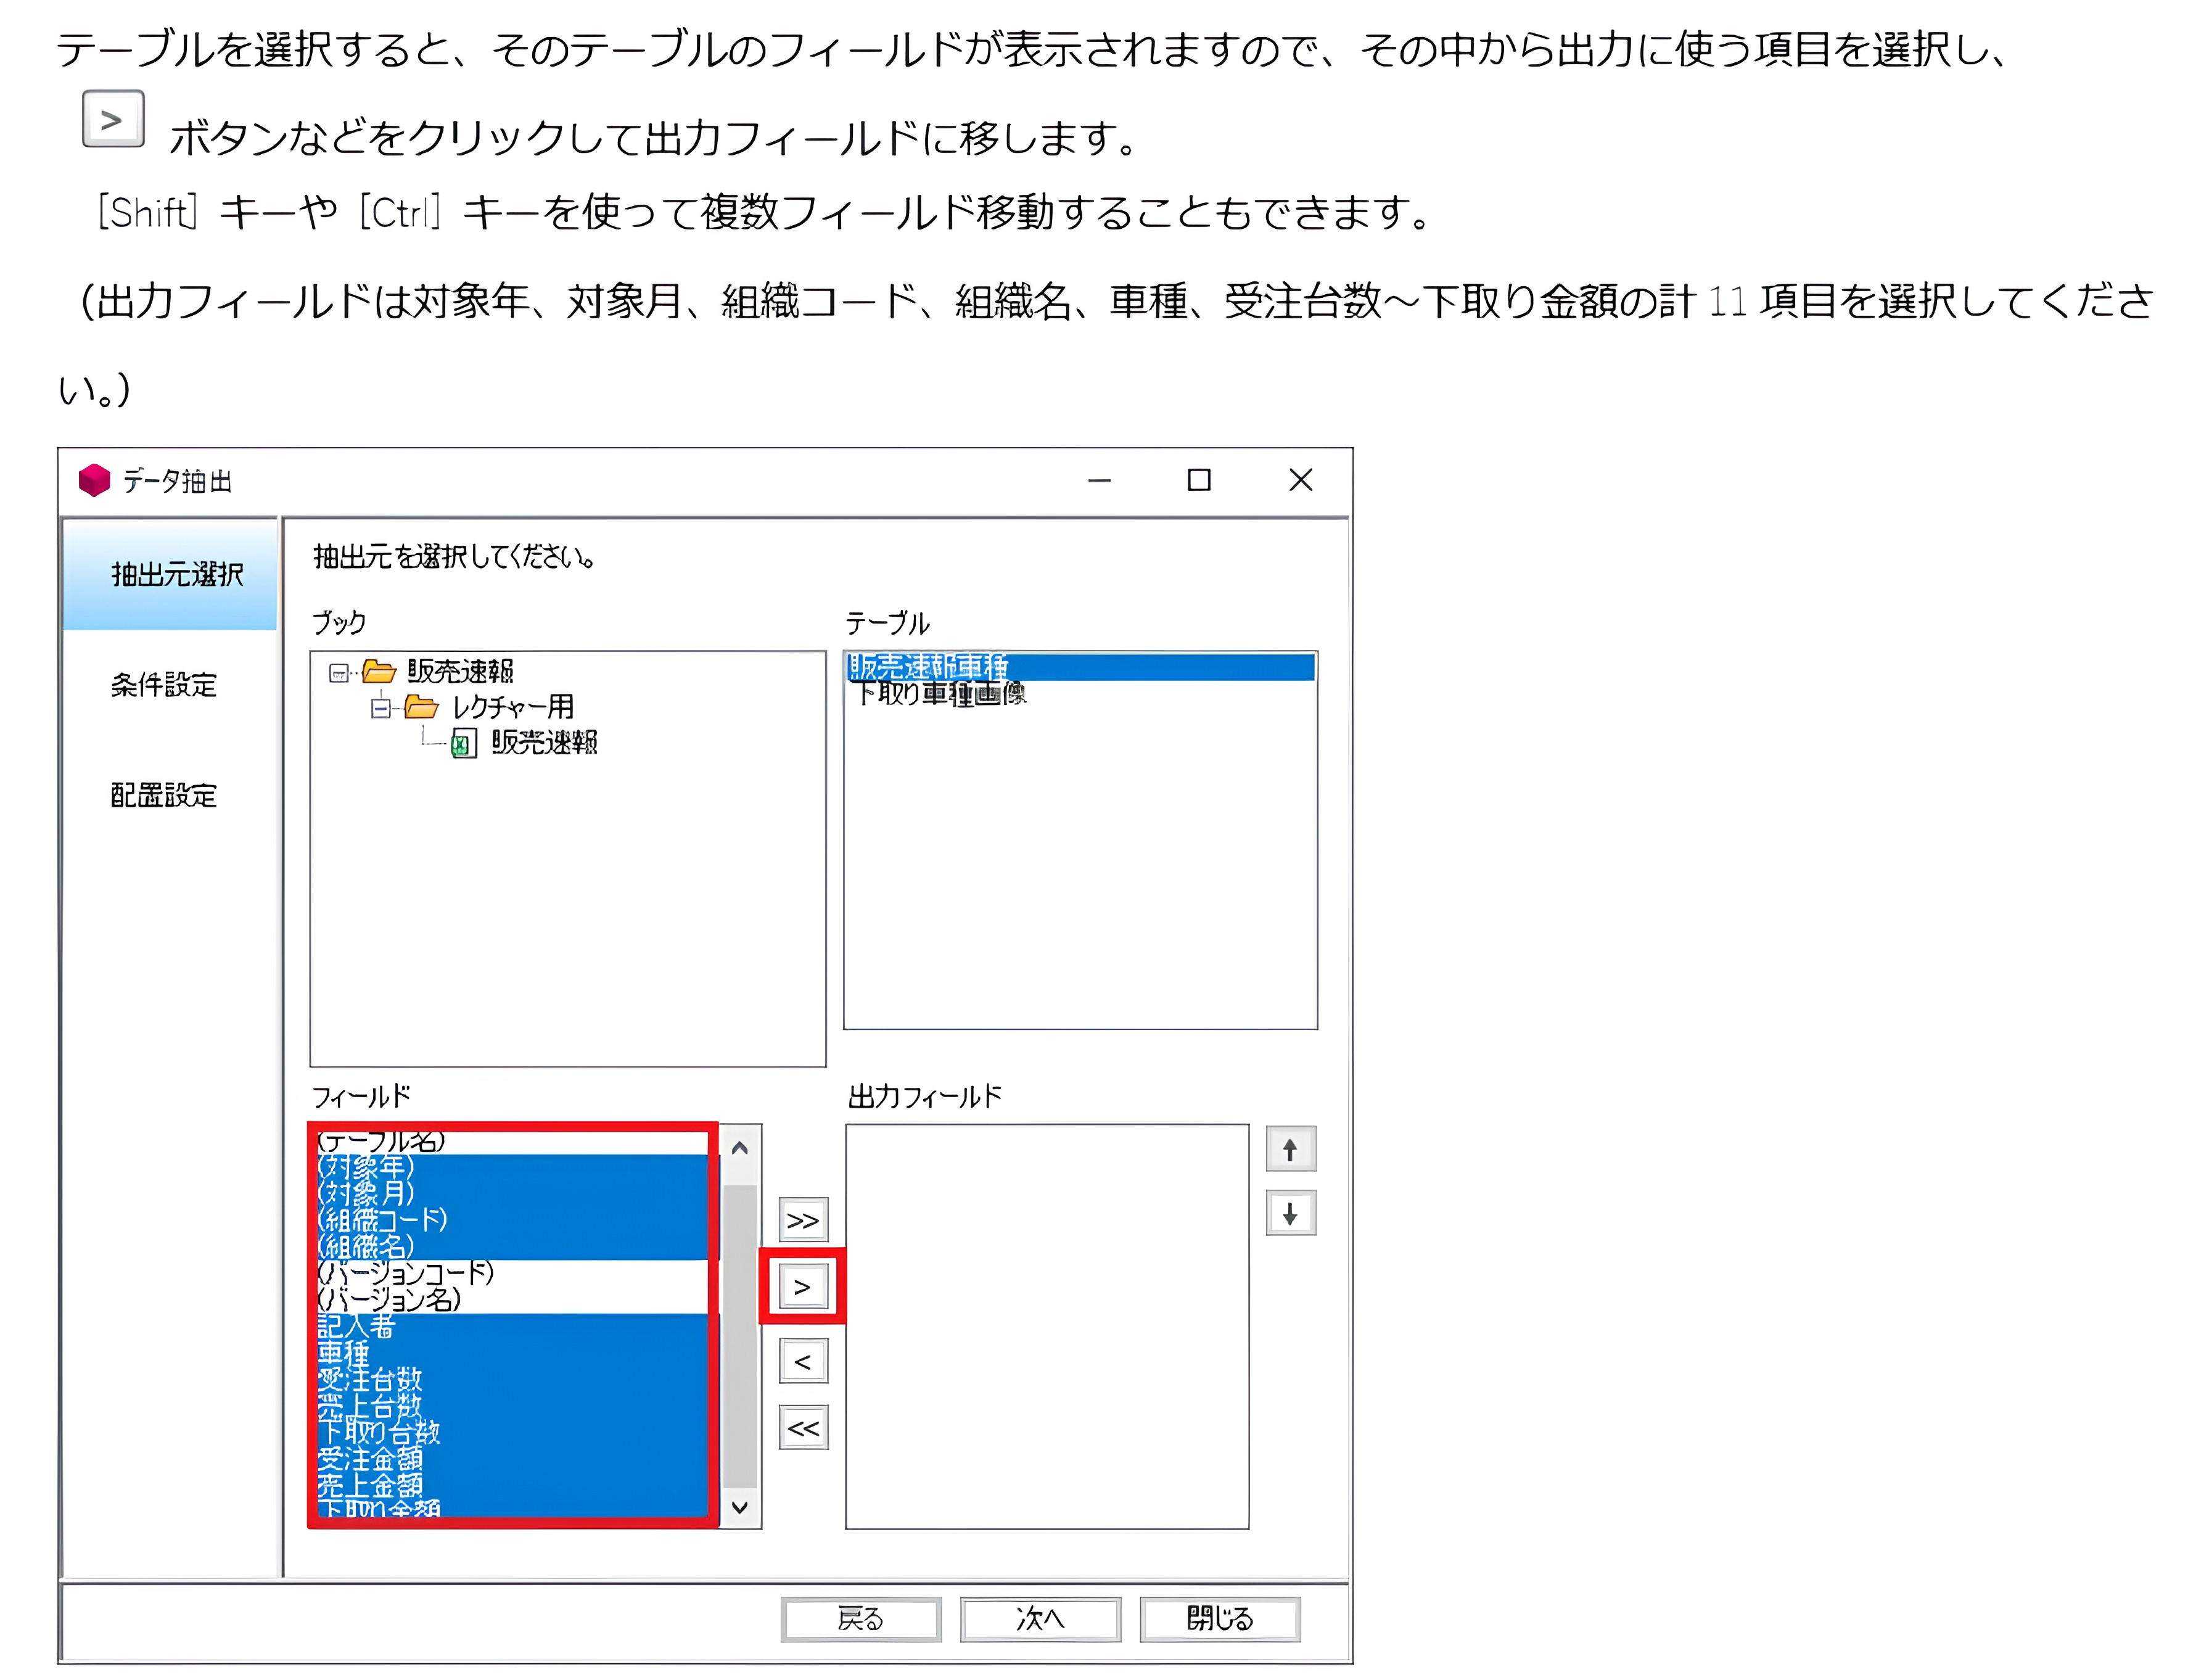 テーブルを選択すると、そのテーブルのフィールドが表示されますので、その中から出力に使う項目を選択し、
> ボタンなどをクリックして出力フィールドに移します。
[Shift] キーや [Ctrl] キーを使って複数フィールド移動することもできます。
(出力フィールドは対象年、対象月、組織コード、組織名、車種、受注台数～下取り金額の計 11 項目を選択してくださ
い。)
データ抽出
抽出元選択
条件設定
配置設定
抽出元を選択してください。
ブック
販売速報
レクチャー用
販売速報
テーブル
販売速報車種
下取り車種画像
フィールド
(テーブル名)
(対象年)
(対象月)
(組織コード)
(組織名)
(バージョンコード)
(バージョン名)
記入者
車種
受注台数
売上台数
下取り台数
受注金額
売上金額
下取り金額
>>
>
<
<<
出力フィールド
↑
↓
戻る
次へ
閉じる